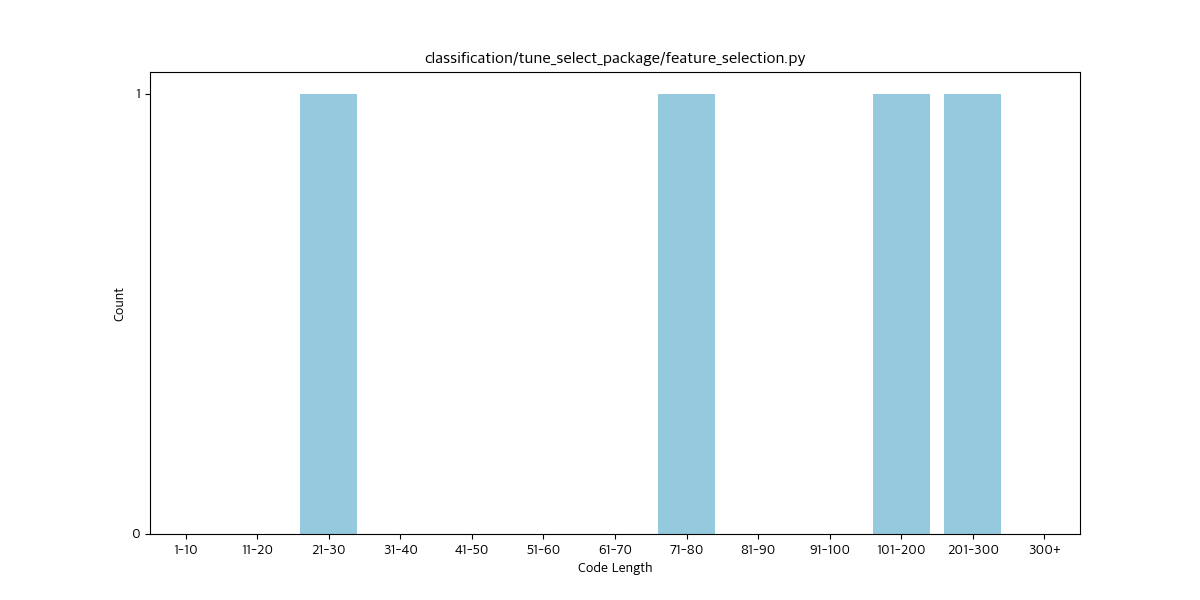 classification/tune_select_package/feature_selection.py
1
Count
0
1-10 11-20 21-30 31-40 41-50 51-60 61-70 71-80 81-90 91-100 101-200 201-300 300+
Code Length